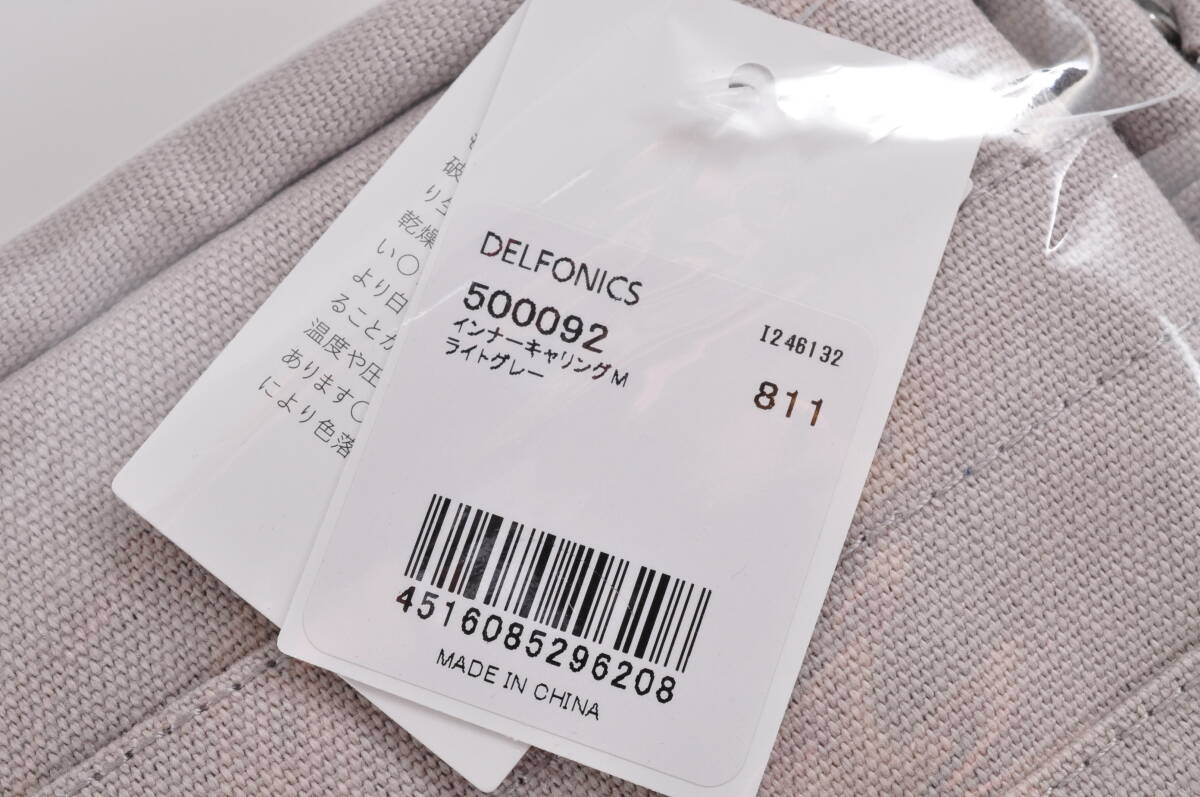 DELFONICS
500092
I246132
インナーキャリングM
ライトグレー
811
4516085296208
MADE IN CHINA
破
り生
乾燥
い○
より白
ることが
温度や圧
あります○
により色落